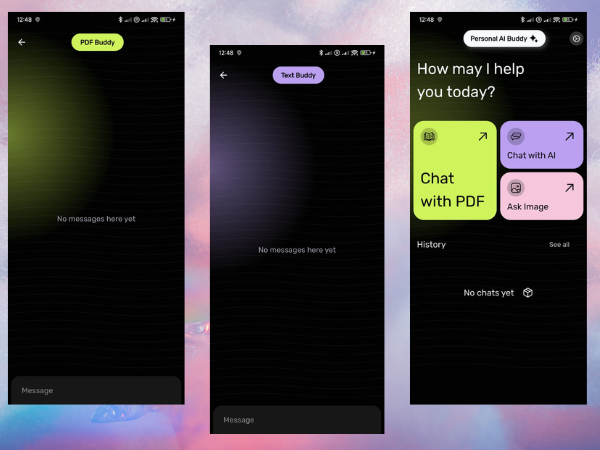 12:48
PDF Buddy
No messages here yet
Message
12:48
Text Buddy
No messages here yet
Message
12:48
Personal AI Buddy
How may I help
you today?
Chat
with PDF
Chat with AI
Ask Image
History
See all
No chats yet